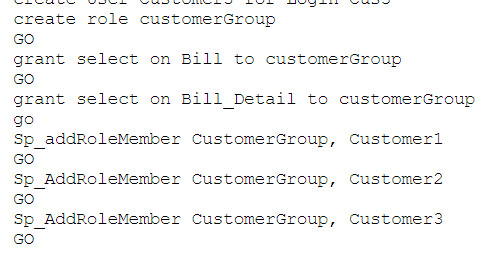 create role customerGroup
GO
grant select on Bill to customerGroup
GO
grant select on Bill_Detail to customerGroup
go
Sp_addRoleMember CustomerGroup, Customer1
GO
Sp_AddRoleMember CustomerGroup, Customer2
GO
Sp_AddRoleMember CustomerGroup, Customer3
GO